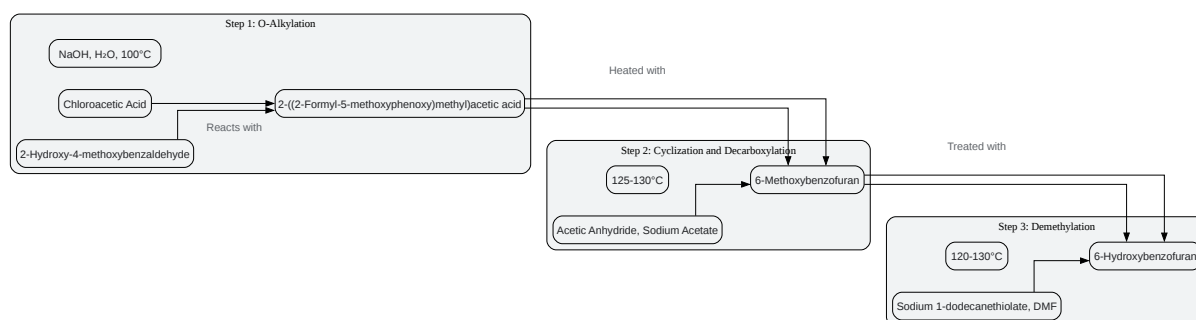 Step 1: O-Alkylation
NaOH, H₂O, 100°C
Chloroacetic Acid
2-((2-Formyl-5-methoxyphenoxy)methyl)acetic acid
Reacts with
2-Hydroxy-4-methoxybenzaldehyde
Heated with
Step 2: Cyclization and Decarboxylation
125-130°C
6-Methoxybenzofuran
Acetic Anhydride, Sodium Acetate
Treated with
Step 3: Demethylation
120-130°C
6-Hydroxybenzofuran
Sodium 1-dodecanethiolate, DMF